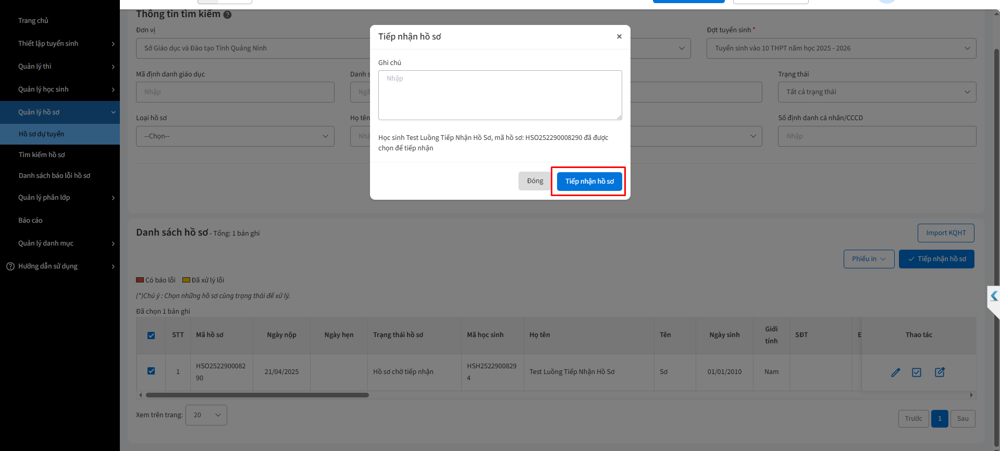 Trang chủ
Thiết lập tuyển sinh
Quản lý thi
Quản lý học sinh
Quản lý hồ sơ
Hồ sơ dự tuyển
Tìm kiếm hồ sơ
Danh sách báo lỗi hồ sơ
Quản lý phân lớp
Báo cáo
Quản lý danh mục
Hướng dẫn sử dụng
Thông tin tìm kiếm
Đơn vị
Sở Giáo dục và Đào tạo Tỉnh Quảng Ninh
Đợt tuyển sinh *
Tuyển sinh vào 10 THPT năm học 2025 - 2026
Mã định danh giáo dục
Nhập
Danh s
Ngă
Trạng thái
Tất cả trạng thái
Loại hồ sơ
--Chọn--
Họ tên
Nhậ
Số định danh cá nhân/CCCD
Nhập
Tiếp nhận hồ sơ
×
Ghi chú
Nhập
Học sinh Test Luồng Tiếp Nhận Hồ Sơ, mã hồ sơ: HSO252290008290 đã được
chọn để tiếp nhận
Đóng
Tiếp nhận hồ sơ
Danh sách hồ sơ - Tổng: 1 bản ghi
Import KQHT
Phiếu in
Tiếp nhận hồ sơ
Có báo lỗi Đã xử lý lỗi
(*)Chú ý : Chọn những hồ sơ cùng trạng thái để xử lý.
Đã chọn 1 bản ghi
STT Mã hồ sơ Ngày nộp Ngày hẹn Trạng thái hồ sơ Mã học sinh Họ tên Tên Ngày sinh Giới tính SĐT E Thao tác
1 HSO252290008290 21/04/2025 Hồ sơ chờ tiếp nhận HSH25229008294 Test Luồng Tiếp Nhận Hồ Sơ Sơ 01/01/2010 Nam
Xem trên trang: 20
Trước 1 Sau